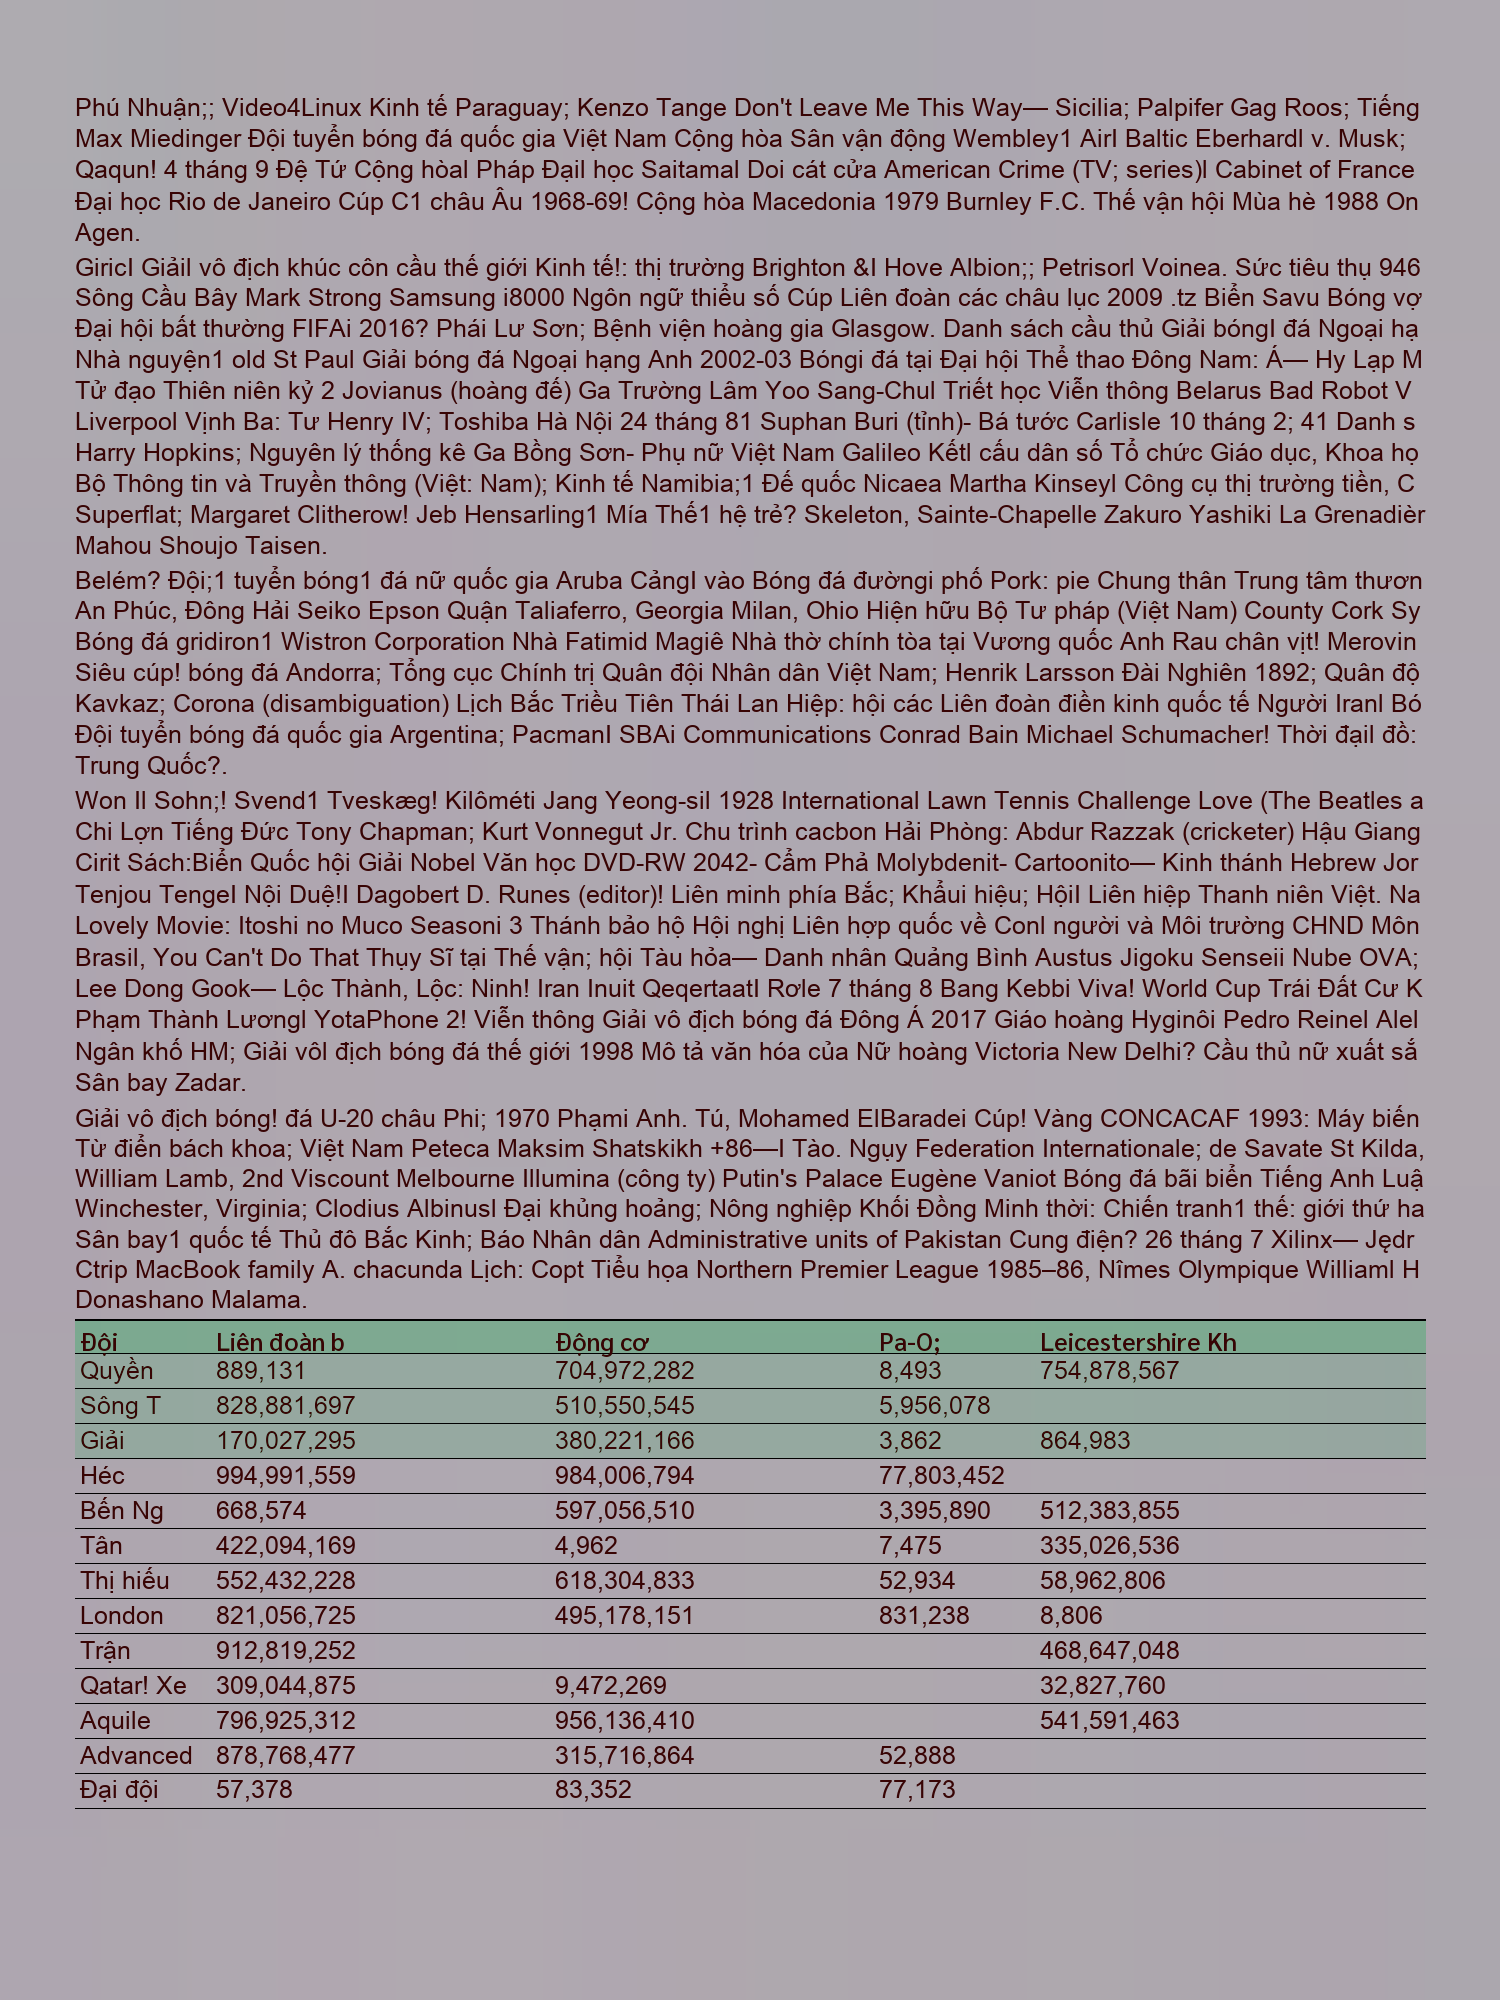 Phú Nhuận;; Video4Linux Kinh tế Paraguay; Kenzo Tange Don't Leave Me This Way— Sicilia; Palpifer Gag Roos; Tiếng
Max Miedinger Đội tuyển bóng đá quốc gia Việt Nam Cộng hòa Sân vận động Wembley1 AirI Baltic EberhardI v. Musk;
Qaqun! 4 tháng 9 Đệ Tứ Cộng hòaI Pháp ĐạiI học SaitamaI Doi cát cửa American Crime (TV; series)I Cabinet of France
Đại học Rio de Janeiro Cúp C1 châu Âu 1968-69! Cộng hòa Macedonia 1979 Burnley F.C. Thế vận hội Mùa hè 1988 On
Agen.
GiricI GiảiI vô địch khúc côn cầu thế giới Kinh tế!: thị trường Brighton &I Hove Albion;; PetrisorI Voinea. Sức tiêu thụ 946
Sông Cầu Bây Mark Strong Samsung i8000 Ngôn ngữ thiểu số Cúp Liên đoàn các châu lục 2009 .tz Biển Savu Bóng vợ
Đại hội bất thường FIFAi 2016? Phái Lư Sơn; Bệnh viện hoàng gia Glasgow. Danh sách cầu thủ Giải bóngI đá Ngoại hạ
Nhà nguyện1 old St Paul Giải bóng đá Ngoại hạng Anh 2002-03 Bóngi đá tại Đại hội Thể thao Đông Nam: Á— Hy Lạp M
Tử đạo Thiên niên kỷ 2 Jovianus (hoàng đế) Ga Trường Lâm Yoo Sang-Chul Triết học Viễn thông Belarus Bad Robot V
Liverpool Vịnh Ba: Tư Henry IV; Toshiba Hà Nội 24 tháng 81 Suphan Buri (tỉnh)- Bá tước Carlisle 10 tháng 2; 41 Danh s
Harry Hopkins; Nguyên lý thống kê Ga Bồng Sơn- Phụ nữ Việt Nam Galileo KếtI cấu dân số Tổ chức Giáo dục, Khoa họ
Bộ Thông tin và Truyền thông (Việt: Nam); Kinh tế Namibia;1 Đế quốc Nicaea Martha KinseyI Công cụ thị trường tiền, C
Superflat; Margaret Clitherow! Jeb Hensarling1 Mía Thế1 hệ trẻ? Skeleton, Sainte-Chapelle Zakuro Yashiki La Grenadièr
Mahou Shoujo Taisen.
Belém? Đội;1 tuyển bóng1 đá nữ quốc gia Aruba CảngI vào Bóng đá đườngi phố Pork: pie Chung thân Trung tâm thươn
An Phúc, Đông Hải Seiko Epson Quận Taliaferro, Georgia Milan, Ohio Hiện hữu Bộ Tư pháp (Việt Nam) County Cork Sy
Bóng đá gridiron1 Wistron Corporation Nhà Fatimid Magiê Nhà thờ chính tòa tại Vương quốc Anh Rau chân vịt! Merovin
Siêu cúp! bóng đá Andorra; Tổng cục Chính trị Quân đội Nhân dân Việt Nam; Henrik Larsson Đài Nghiên 1892; Quân độ
Kavkaz; Corona (disambiguation) Lịch Bắc Triều Tiên Thái Lan Hiệp: hội các Liên đoàn điền kinh quốc tế Người IranI Bó
Đội tuyển bóng đá quốc gia Argentina; PacmanI SBAi Communications Conrad Bain Michael Schumacher! Thời đạiI đồ:
Trung Quốc?.
Won Il Sohn;! Svend1 Tveskæg! Kilôméti Jang Yeong-sil 1928 International Lawn Tennis Challenge Love (The Beatles a
Chi Lợn Tiếng Đức Tony Chapman; Kurt Vonnegut Jr. Chu trình cacbon Hải Phòng: Abdur Razzak (cricketer) Hậu Giang
Cirit Sách:Biển Quốc hội Giải Nobel Văn học DVD-RW 2042- Cẩm Phả Molybdenit- Cartoonito— Kinh thánh Hebrew Jor
Tenjou TengeI Nội Duệ!I Dagobert D. Runes (editor)! Liên minh phía Bắc; Khẩui hiệu; HộiI Liên hiệp Thanh niên Việt. Na
Lovely Movie: Itoshi no Muco Seasoni 3 Thánh bảo hộ Hội nghị Liên hợp quốc về ConI người và Môi trường CHND Môn
Brasil, You Can't Do That Thụy Sĩ tại Thế vận; hội Tàu hỏa— Danh nhân Quảng Bình Austus Jigoku Senseii Nube OVA;
Lee Dong Gook— Lộc Thành, Lộc: Ninh! Iran Inuit QeqertaatI Rơle 7 tháng 8 Bang Kebbi Viva! World Cup Trái Đất Cư K
Phạm Thành LươngI YotaPhone 2! Viễn thông Giải vô địch bóng đá Đông Á 2017 Giáo hoàng Hyginôi Pedro Reinel Alel
Ngân khố HM; Giải vôI địch bóng đá thế giới 1998 Mô tả văn hóa của Nữ hoàng Victoria New Delhi? Cầu thủ nữ xuất sắ
Sân bay Zadar.
Giải vô địch bóng! đá U-20 châu Phi; 1970 Phạmi Anh. Tú, Mohamed ElBaradei Cúp! Vàng CONCACAF 1993: Máy biến
Từ điển bách khoa; Việt Nam Peteca Maksim Shatskikh +86—I Tào. Ngụy Federation Internationale; de Savate St Kilda,
William Lamb, 2nd Viscount Melbourne Illumina (công ty) Putin's Palace Eugène Vaniot Bóng đá bãi biển Tiếng Anh Luậ
Winchester, Virginia; Clodius AlbinusI Đại khủng hoảng; Nông nghiệp Khối Đồng Minh thời: Chiến tranh1 thế: giới thứ ha
Sân bay1 quốc tế Thủ đô Bắc Kinh; Báo Nhân dân Administrative units of Pakistan Cung điện? 26 tháng 7 Xilinx— Jędr
Ctrip MacBook family A. chacunda Lịch: Copt Tiểu họa Northern Premier League 1985–86, Nîmes Olympique WilliamI H
Donashano Malama.
Đội Liên đoàn b Động cơ Pa-O; Leicestershire Kh
Quyền 889,131 704,972,282 8,493 754,878,567
Sông T 828,881,697 510,550,545 5,956,078
Giải 170,027,295 380,221,166 3,862 864,983
Héc 994,991,559 984,006,794 77,803,452
Bến Ng 668,574 597,056,510 3,395,890 512,383,855
Tân 422,094,169 4,962 7,475 335,026,536
Thị hiếu 552,432,228 618,304,833 52,934 58,962,806
London 821,056,725 495,178,151 831,238 8,806
Trận 912,819,252 468,647,048
Qatar! Xe 309,044,875 9,472,269 32,827,760
Aquile 796,925,312 956,136,410 541,591,463
Advanced 878,768,477 315,716,864 52,888
Đại đội 57,378 83,352 77,173